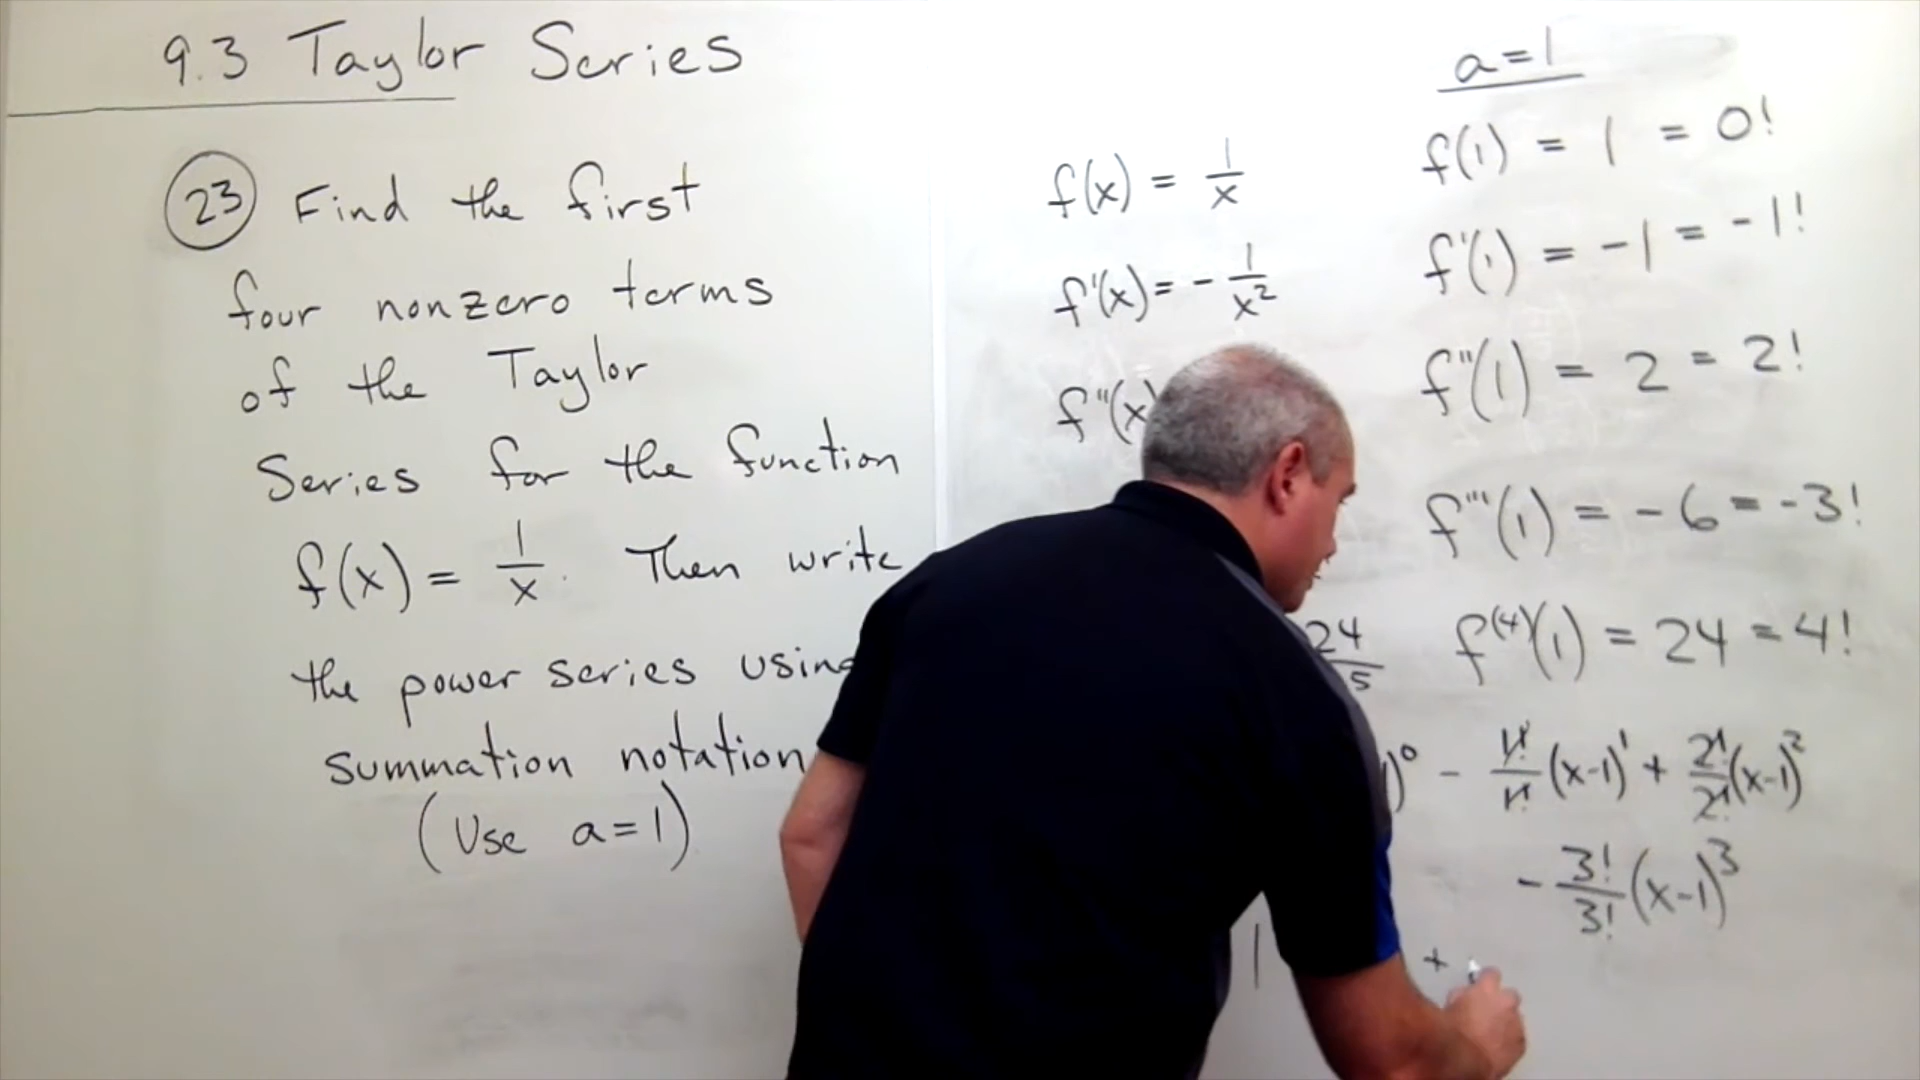 9.3 Taylor Series
23 Find the first
four nonzero terms
of the Taylor
Series for the function
f(x) = 1/x. Then write
the power series using
summation notation
(Use a=1)
f(x) = 1/x
f'(x) = - 1/x²
f''(x)
24/5
a=1
f(1) = 1 = 0!
f'(1) = -1 = -1!
f''(1) = 2 = 2!
f'''(1) = -6 = -3!
f⁽⁴⁾(1) = 24 = 4!
)⁰ - 1!/1! (x-1)¹ + 2!/2! (x-1)²
- 3!/3! (x-1)³
1 +